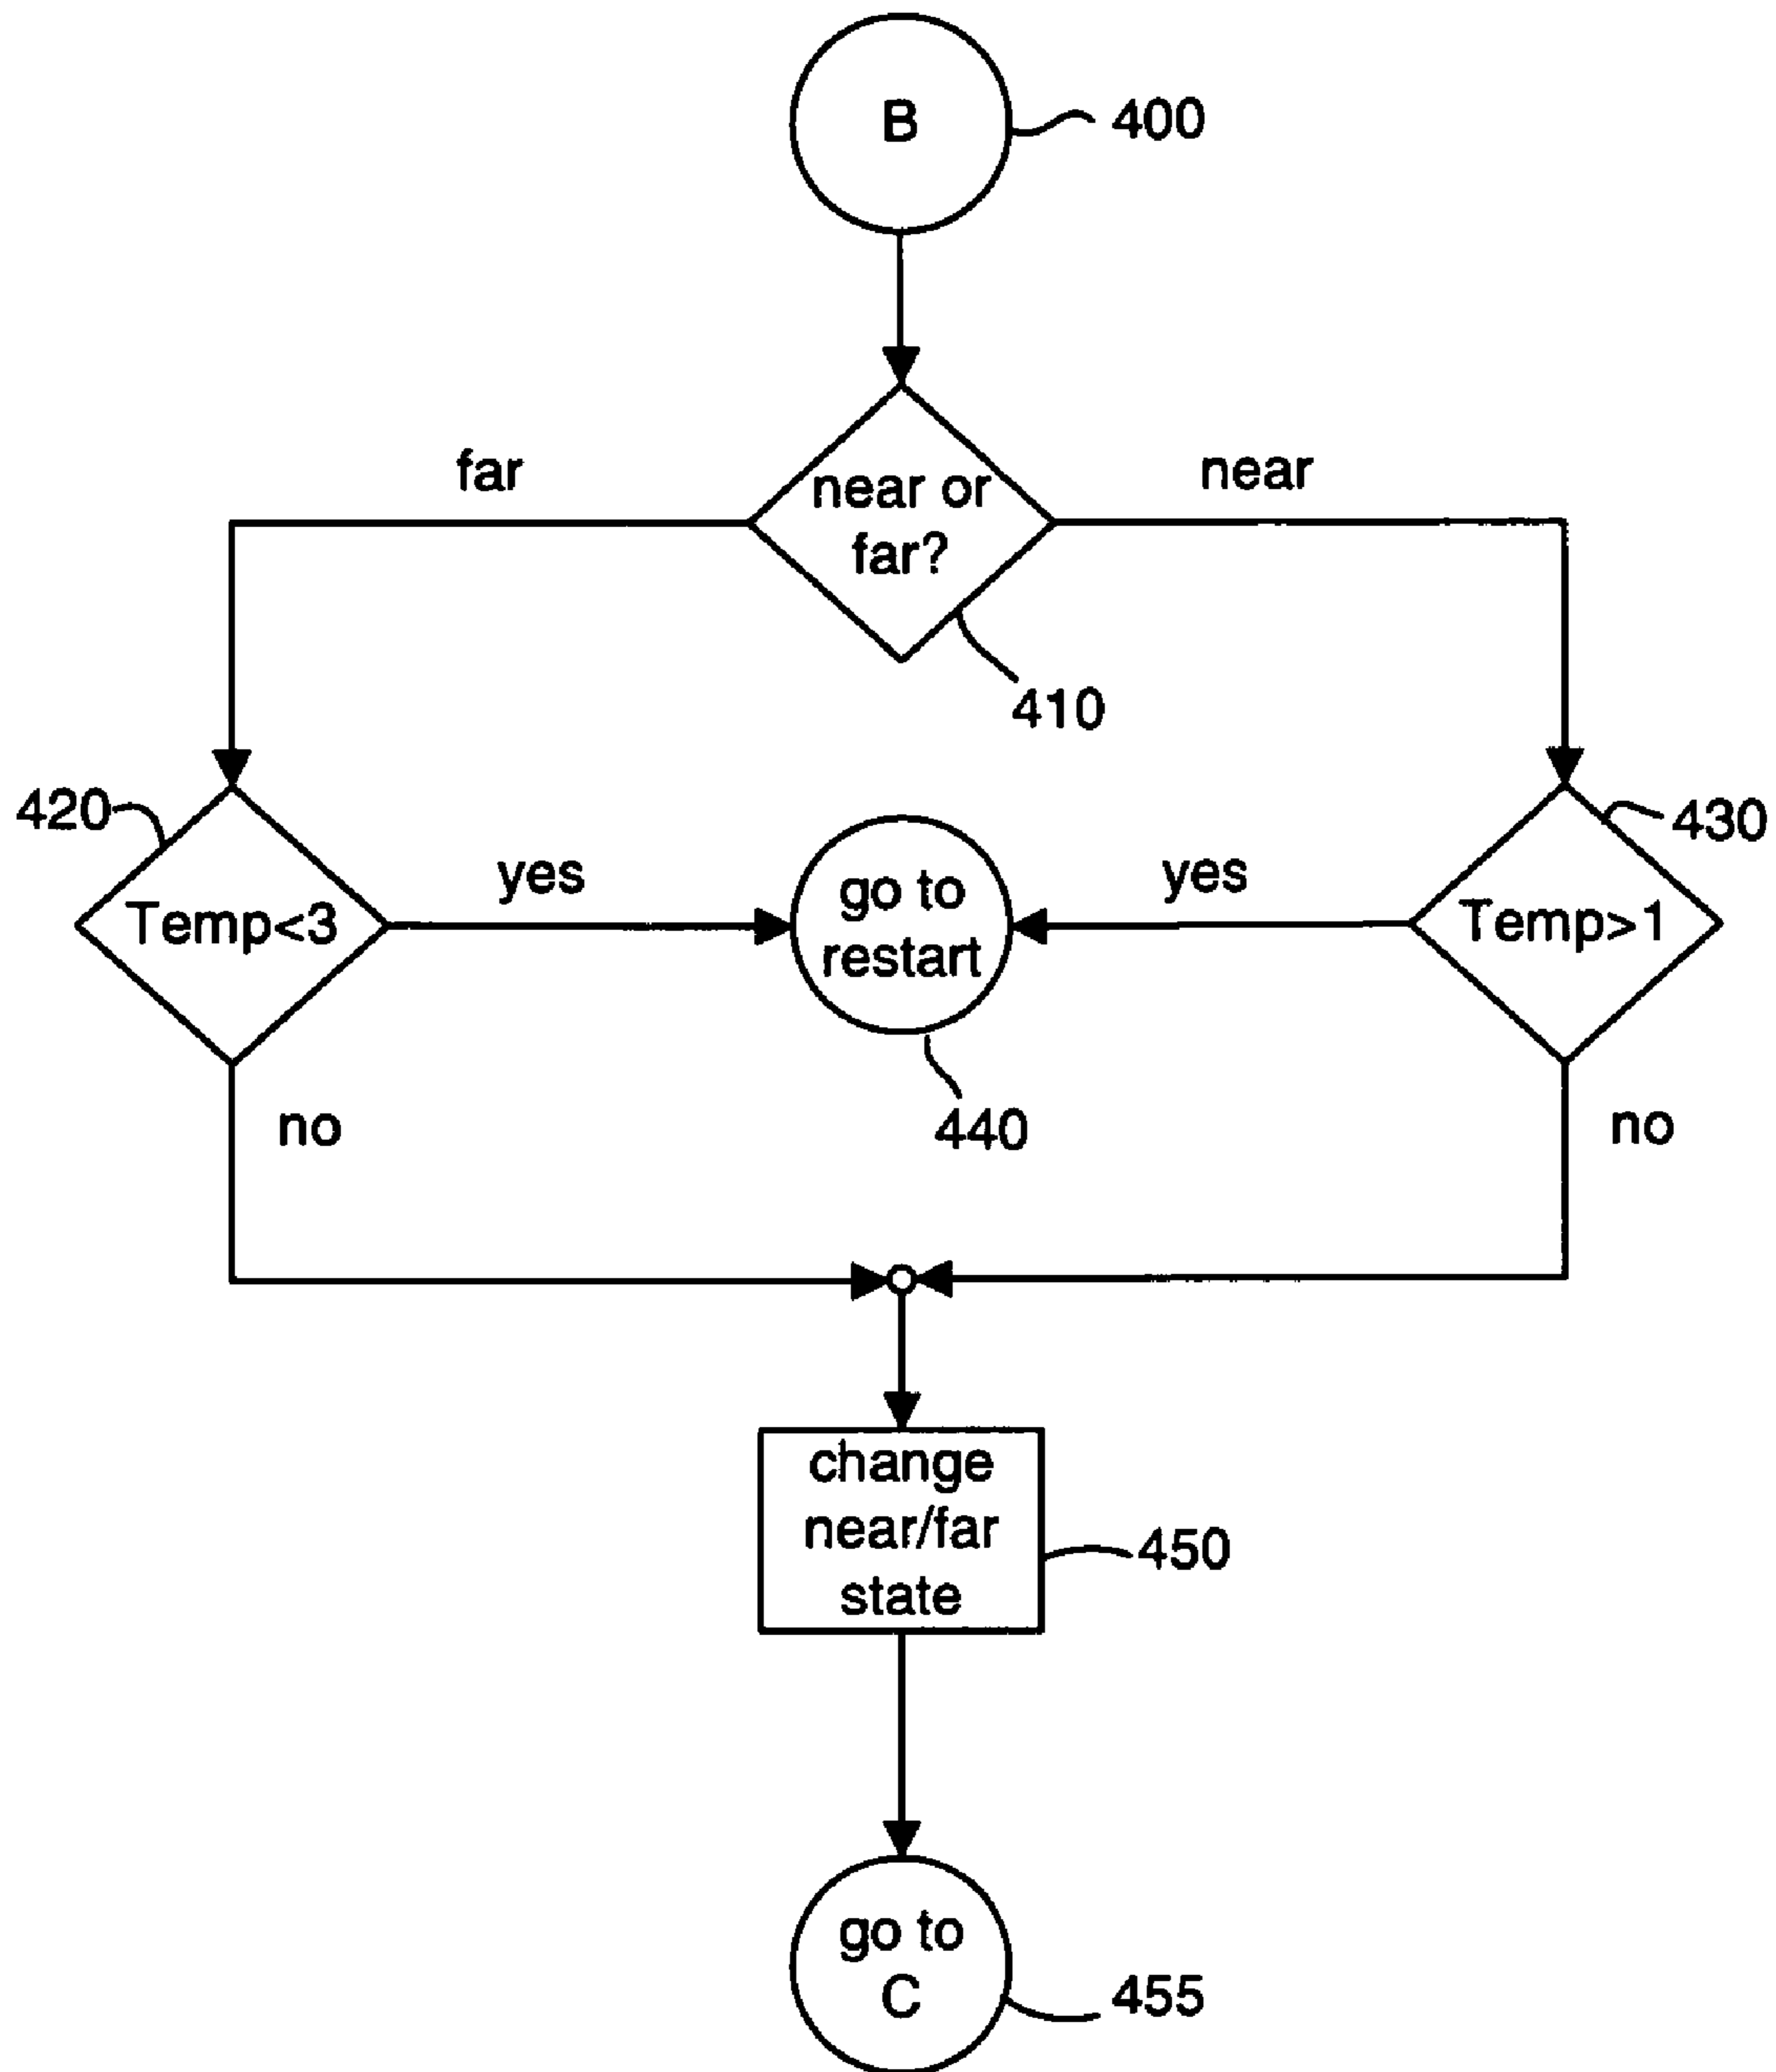 B
400
far
near
near or
far?
410
420
430
Temp<3
yes
go to
restart
yes
Temp>1
440
no
no
change
near/far
state
450
go to
C
455